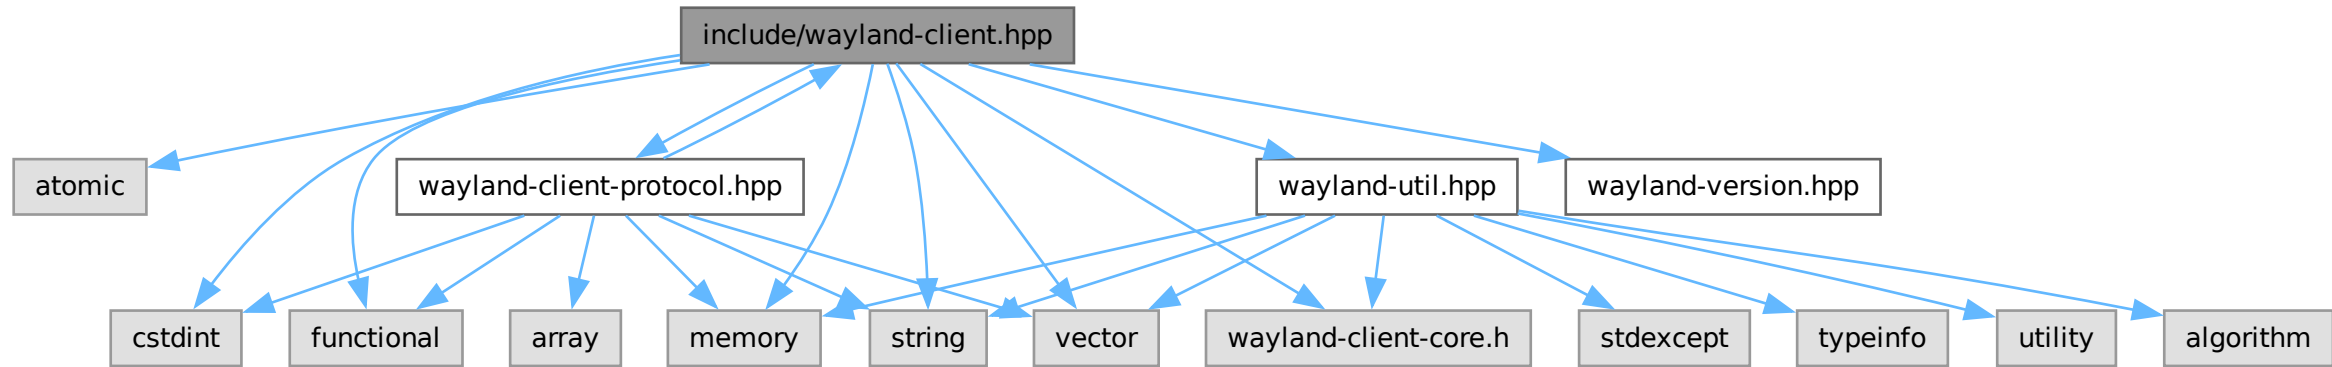 include/wayland-client.hpp
atomic
wayland-client-protocol.hpp
wayland-util.hpp
wayland-version.hpp
cstdint
functional
array
memory
string
vector
wayland-client-core.h
stdexcept
typeinfo
utility
algorithm